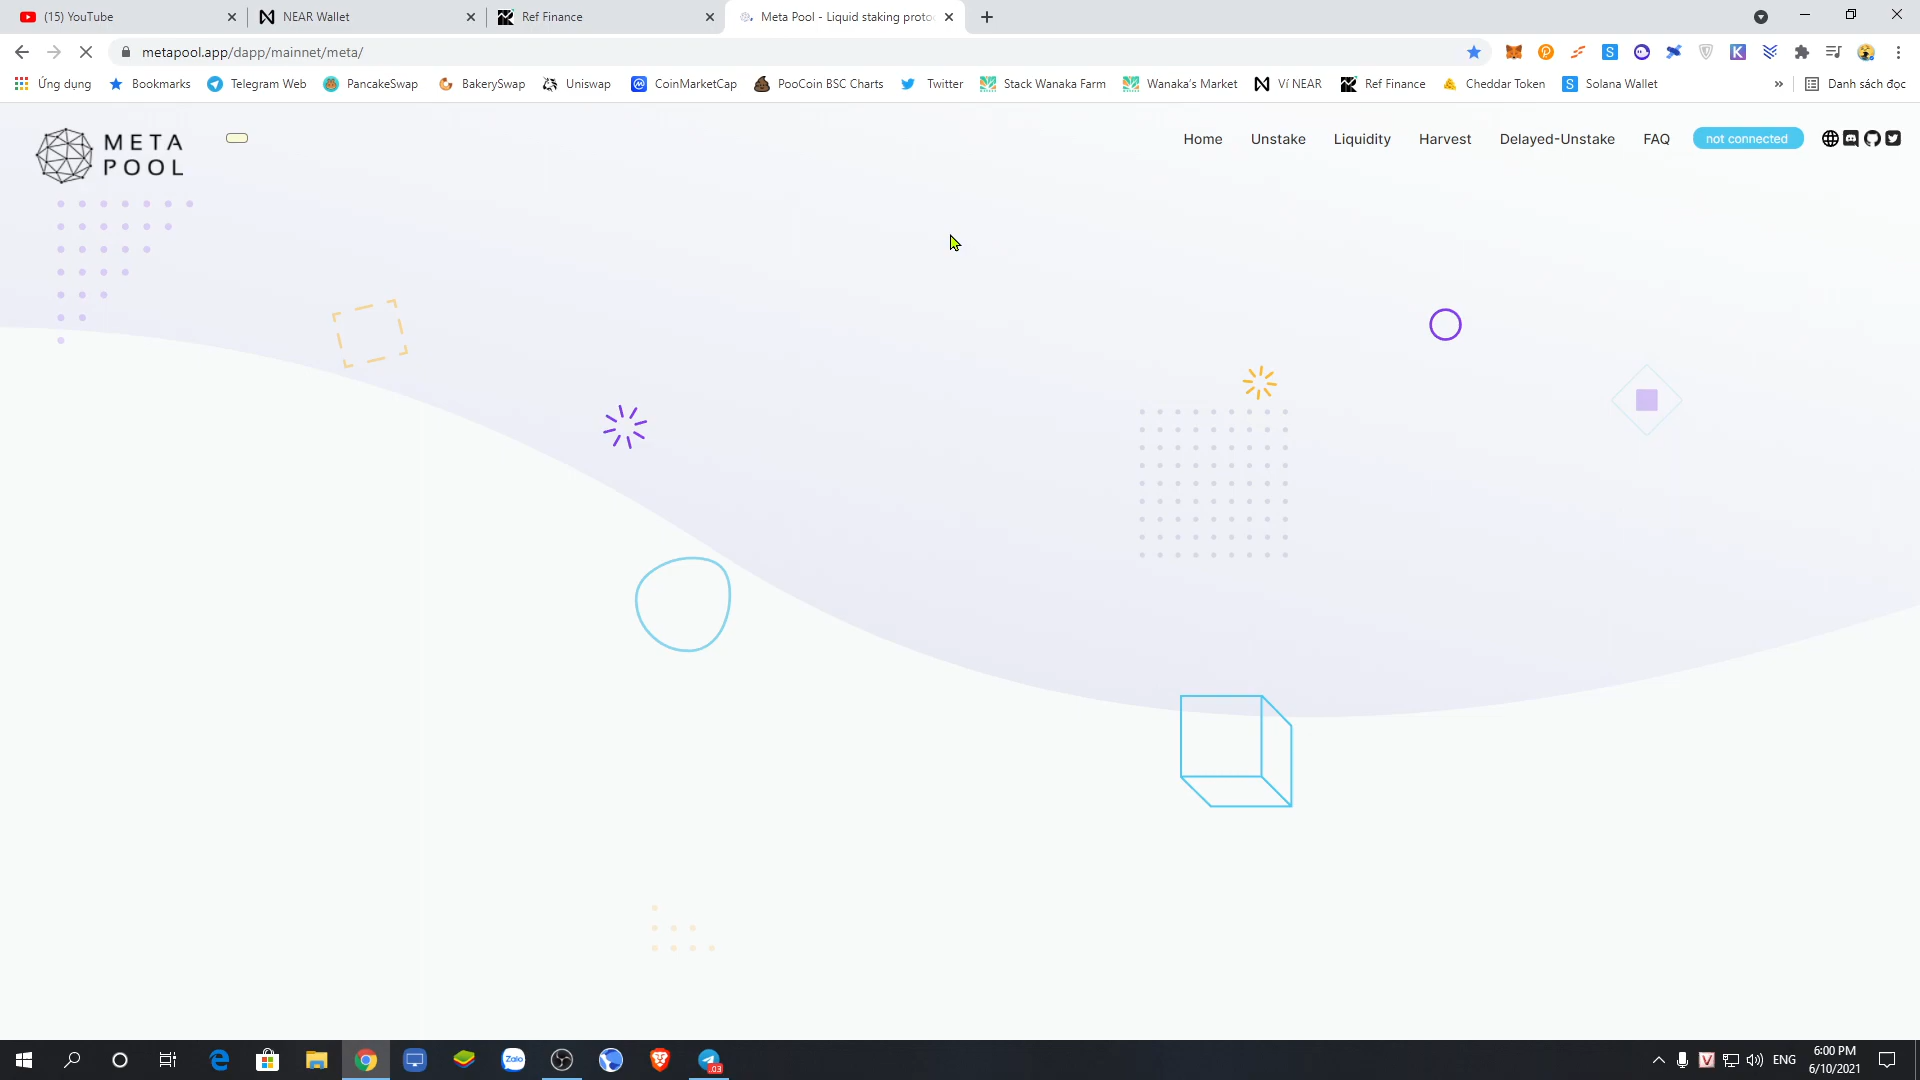 (15) YouTube
NEAR Wallet
Ref Finance
Meta Pool - Liquid staking proto
metapool.app/dapp/mainnet/meta/
Ứng dụng
Bookmarks
Telegram Web
PancakeSwap
BakerySwap
Uniswap
CoinMarketCap
PooCoin BSC Charts
Twitter
Stack Wanaka Farm
Wanaka's Market
Ví NEAR
Ref Finance
Cheddar Token
Solana Wallet
»
Danh sách đọc
META
POOL
Home
Unstake
Liquidity
Harvest
Delayed-Unstake
FAQ
not connected
Zalo
.03
ENG
6:00 PM
6/10/2021